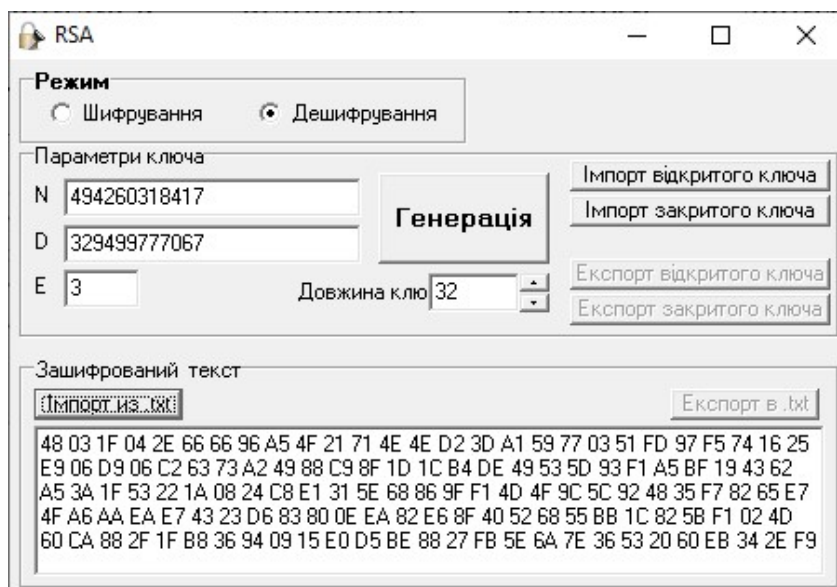 RSA
Режим
Шифрування
Дешифрування
Параметри ключа
N 494260318417
D 329499777067
E 3
Генерація
Довжина клю 32
Імпорт відкритого ключа
Імпорт закритого ключа
Експорт відкритого ключа
Експорт закритого ключа
Зашифрований текст
Імпорт из .txt
Експорт в .txt
48 03 1F 04 2E 66 66 96 A5 4F 21 71 4E 4E D2 3D A1 59 77 03 51 FD 97 F5 74 16 25
E9 06 D9 06 C2 63 73 A2 49 88 C9 8F 1D 1C B4 DE 49 53 5D 93 F1 A5 BF 19 43 62
A5 3A 1F 53 22 1A 08 24 C8 E1 31 5E 68 86 9F F1 4D 4F 9C 5C 92 48 35 F7 82 65 E7
4F A6 AA EA E7 43 23 D6 83 80 0E EA 82 E6 8F 40 52 68 55 BB 1C 82 5B F1 02 4D
60 CA 88 2F 1F B8 36 94 09 15 E0 D5 BE 88 27 FB 5E 6A 7E 36 53 20 60 EB 34 2E F9